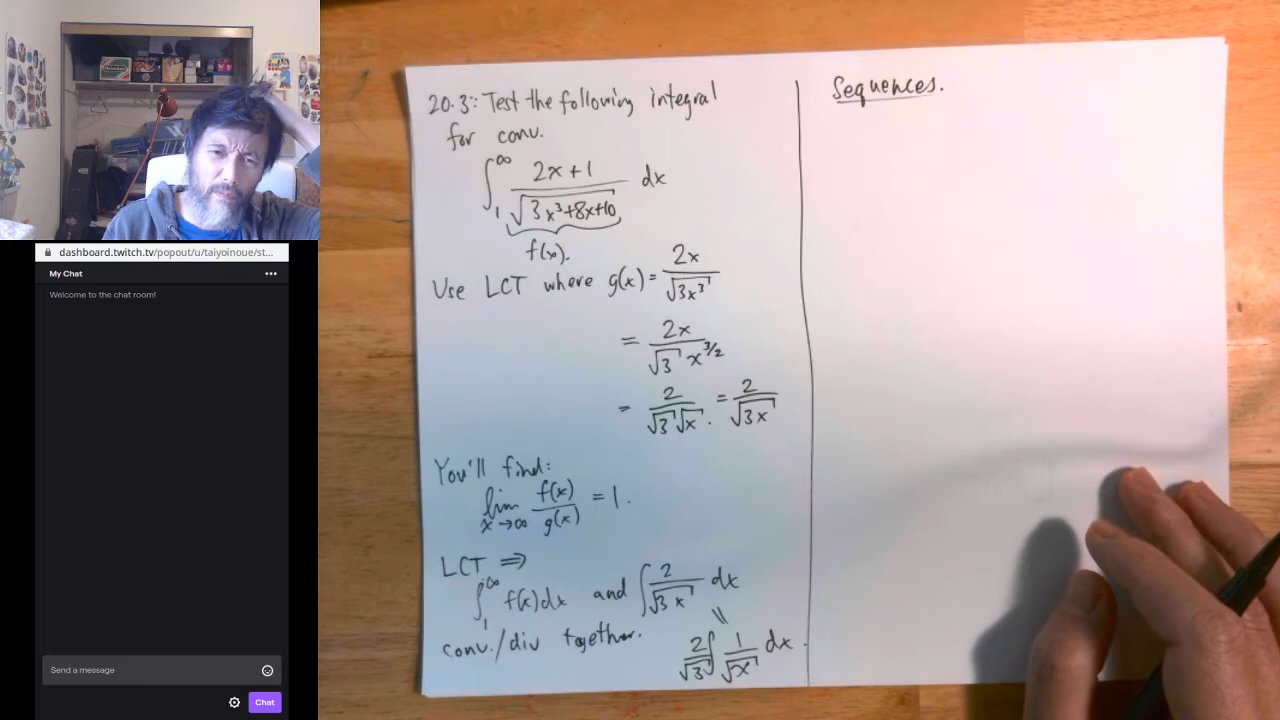 dashboard.twitch.tv/popout/u/taiyoinoue/st...
My Chat
Welcome to the chat room!
Send a message
Chat
20.3: Test the following integral
for conv.
∫₁^∞ (2x+1)/√(3x³+8x+10) dx
f(x).
Use LCT where g(x) = 2x/√(3x³)
= 2x/(√3 x^(3/2))
= 2/(√3 √x). = 2/√(3x)
You'll find:
lim x→∞ f(x)/g(x) = 1.
LCT ⇒
∫₁^∞ f(x)dx and ∫ 2/√(3x) dx
conv./div together.
2/√3 ∫ 1/√x dx.
Sequences.